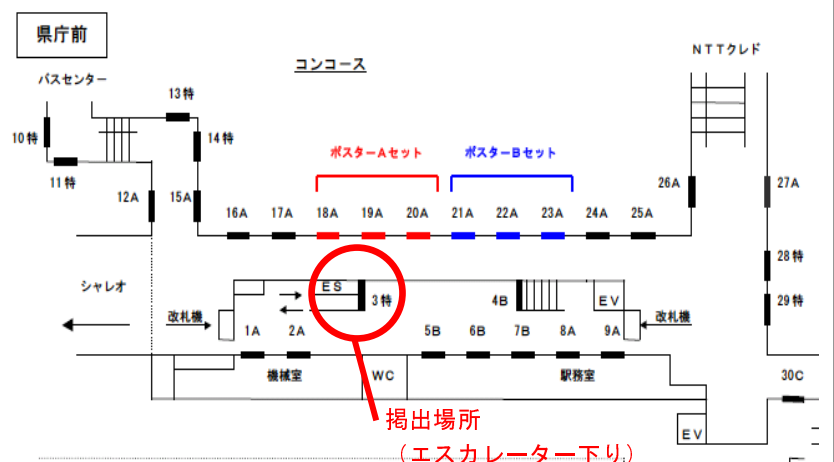 県庁前
コンコース
NTTクレド
バスセンター
13特
10特
14特
ポスターAセット
ポスターBセット
11特
12A
15A
26A
27A
16A
17A
18A
19A
20A
21A
22A
23A
24A
25A
28特
シャレオ
ES
3特
4B
EV
29特
改札機
改札機
1A
2A
5B
6B
7B
8A
9A
機械室
WC
駅務室
30C
掲出場所
EV
(エスカレーター下り)